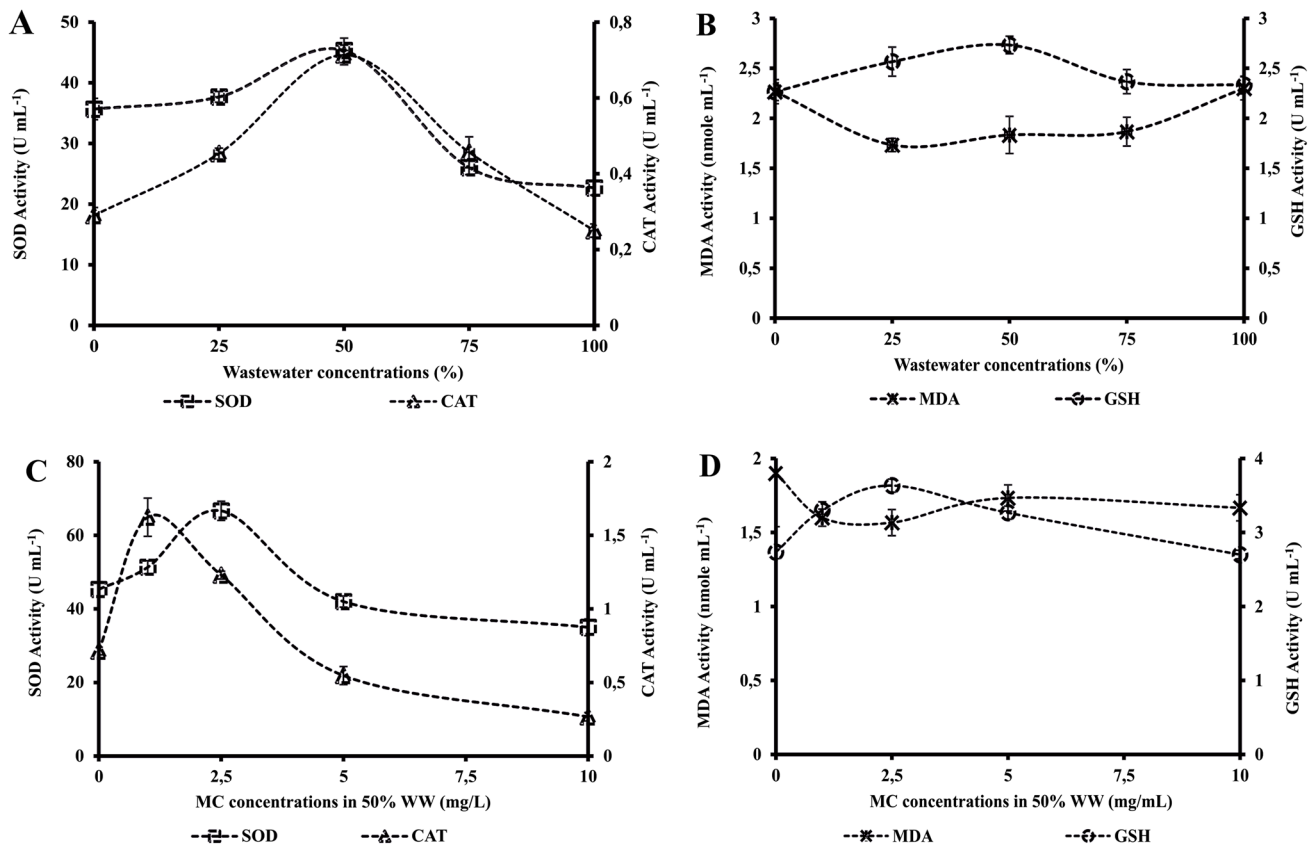 A
SOD Activity (U mL-1)
50
40
30
20
10
0
0,8
0,6
0,4
0,2
0
CAT Activity (U mL-1)
0 25 50 75 100
Wastewater concentrations (%)
SOD CAT
B
MDA Activity (nmole mL-1)
3
2,5
2
1,5
1
0,5
0
3
2,5
2
1,5
1
0,5
0
GSH Activity (U mL-1)
0 25 50 75 100
Wastewater concentrations (%)
MDA GSH
C
SOD Activity (U mL-1)
80
60
40
20
0
2
1,5
1
0,5
0
CAT Activity (U mL-1)
0 2,5 5 7,5 10
MC concentrations in 50% WW (mg/L)
SOD CAT
D
MDA Activity (nmole mL-1)
2
1,5
1
0,5
0
4
3
2
1
0
GSH Activity (U mL-1)
0 2,5 5 7,5 10
MC concentrations in 50% WW (mg/mL)
MDA GSH